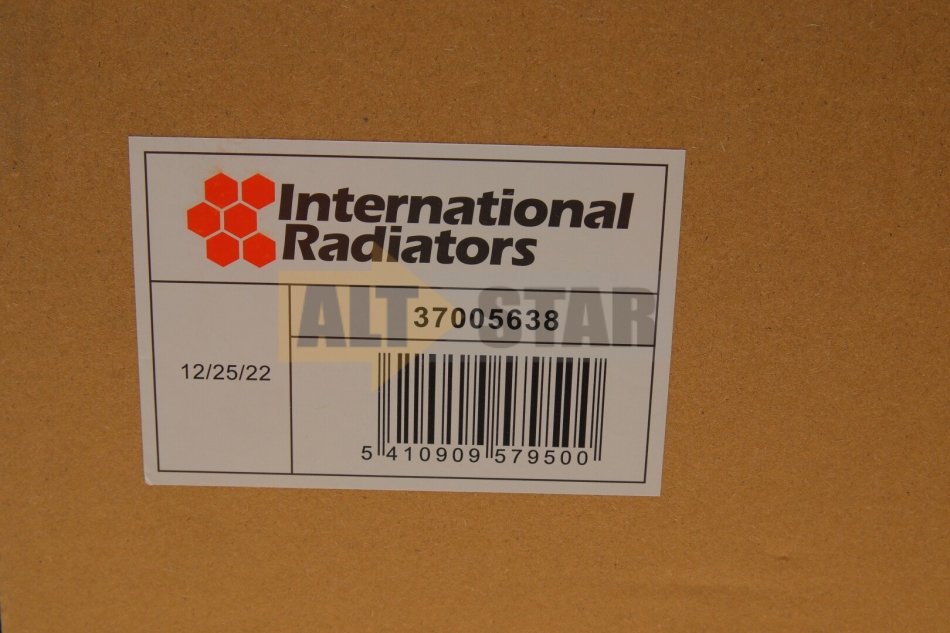 International
Radiators
ALT STAR
37005638
12/25/22
5 410909 579500